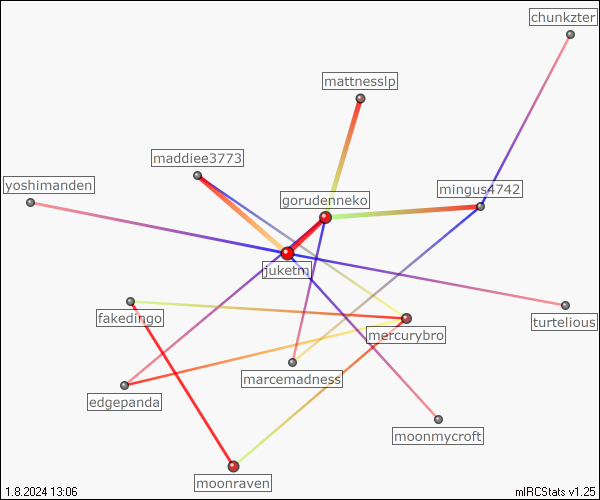 chunkzter
mattnesslp
maddiee3773
yoshimanden
mingus4742
gorudenneko
juketm
fakedingo
turtelious
mercurybro
marcemadness
edgepanda
moonmycroft
moonraven
1.8.2024 13:06
mIRCStats v1.25